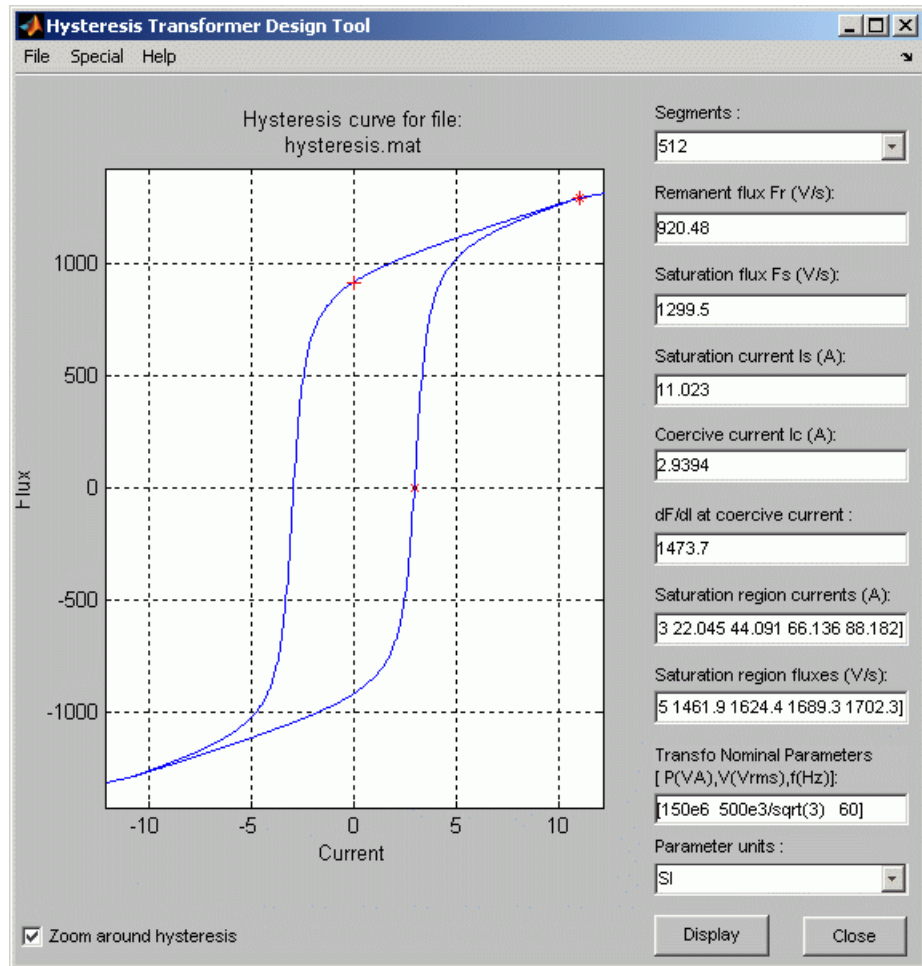 Hysteresis Transformer Design Tool
File Special Help
Hysteresis curve for file:
hysteresis.mat
Flux
1000
500
0
-500
-1000
-10 -5 0 5 10
Current
Zoom around hysteresis
Segments :
512
Remanent flux Fr (V/s):
920.48
Saturation flux Fs (V/s):
1299.5
Saturation current Is (A):
11.023
Coercive current Ic (A):
2.9394
dF/dI at coercive current :
1473.7
Saturation region currents (A):
3 22.045 44.091 66.136 88.182]
Saturation region fluxes (V/s):
5 1461.9 1624.4 1689.3 1702.3]
Transfo Nominal Parameters
[ P(VA),V(Vrms),f(Hz)]:
[150e6 500e3/sqrt(3) 60]
Parameter units :
SI
Display Close